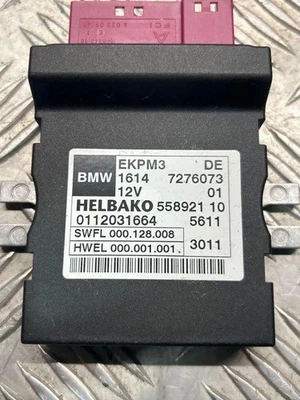 BMW
EKPM3 DE
1614 7276073
12V 01
HELBAKO 558921 10
0112031664 5611
SWFL 000.128.008
HWEL 000.001.001. 3011